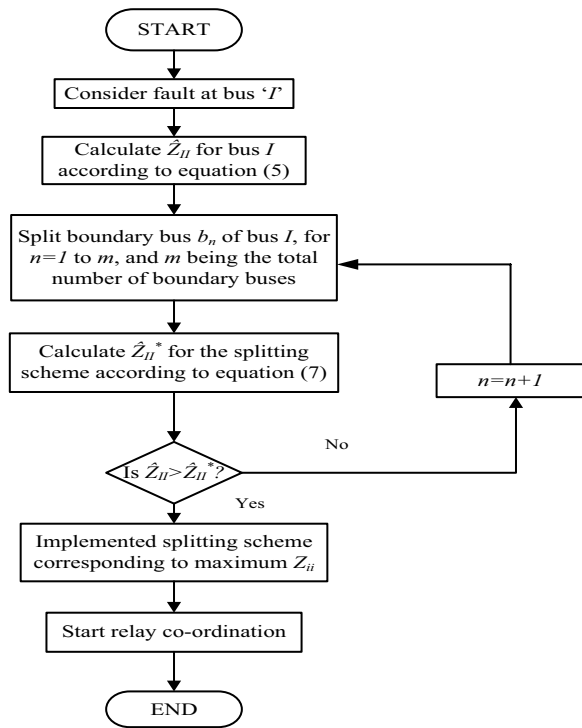 START
Consider fault at bus ‘I’
Calculate Ẑ_II for bus I
according to equation (5)
Split boundary bus b_n of bus I, for
n=1 to m, and m being the total
number of boundary buses
Calculate Ẑ_II* for the splitting
scheme according to equation (7)
n=n+1
No
Is Ẑ_II>Ẑ_II*?
Yes
Implemented splitting scheme
corresponding to maximum Z_ii
Start relay co-ordination
END